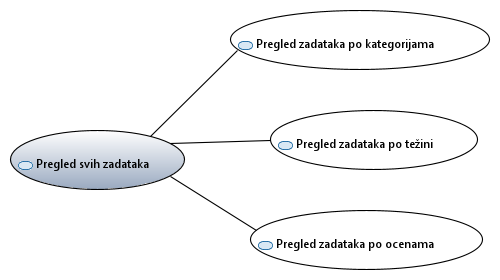 Pregled zadataka po kategorijama
Pregled zadataka po težini
Pregled svih zadataka
Pregled zadataka po ocenama